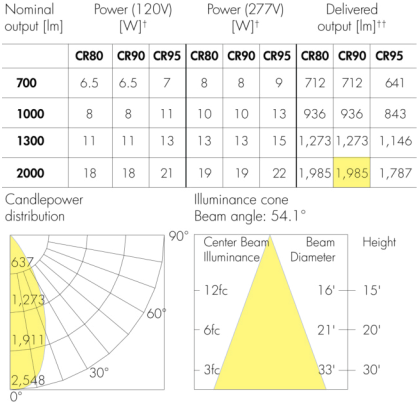 Nominal Power (120V) Power (277V) Delivered
output [lm] [W]† [W]† output [lm]††
CR80 CR90 CR95 CR80 CR90 CR95 CR80 CR90 CR95
700 6.5 6.5 7 8 8 9 712 712 641
1000 8 8 11 10 10 13 936 936 843
1300 11 11 13 13 13 15 1,273 1,273 1,146
2000 18 18 21 19 19 22 1,985 1,985 1,787
Candlepower
distribution
90°
637
1,273
60°
1,911
30°
2,548
0°
Illuminance cone
Beam angle: 54.1°
Center Beam Beam Height
Illuminance Diameter
12fc 16' 15'
6fc 21' 20'
3fc 33' 30'